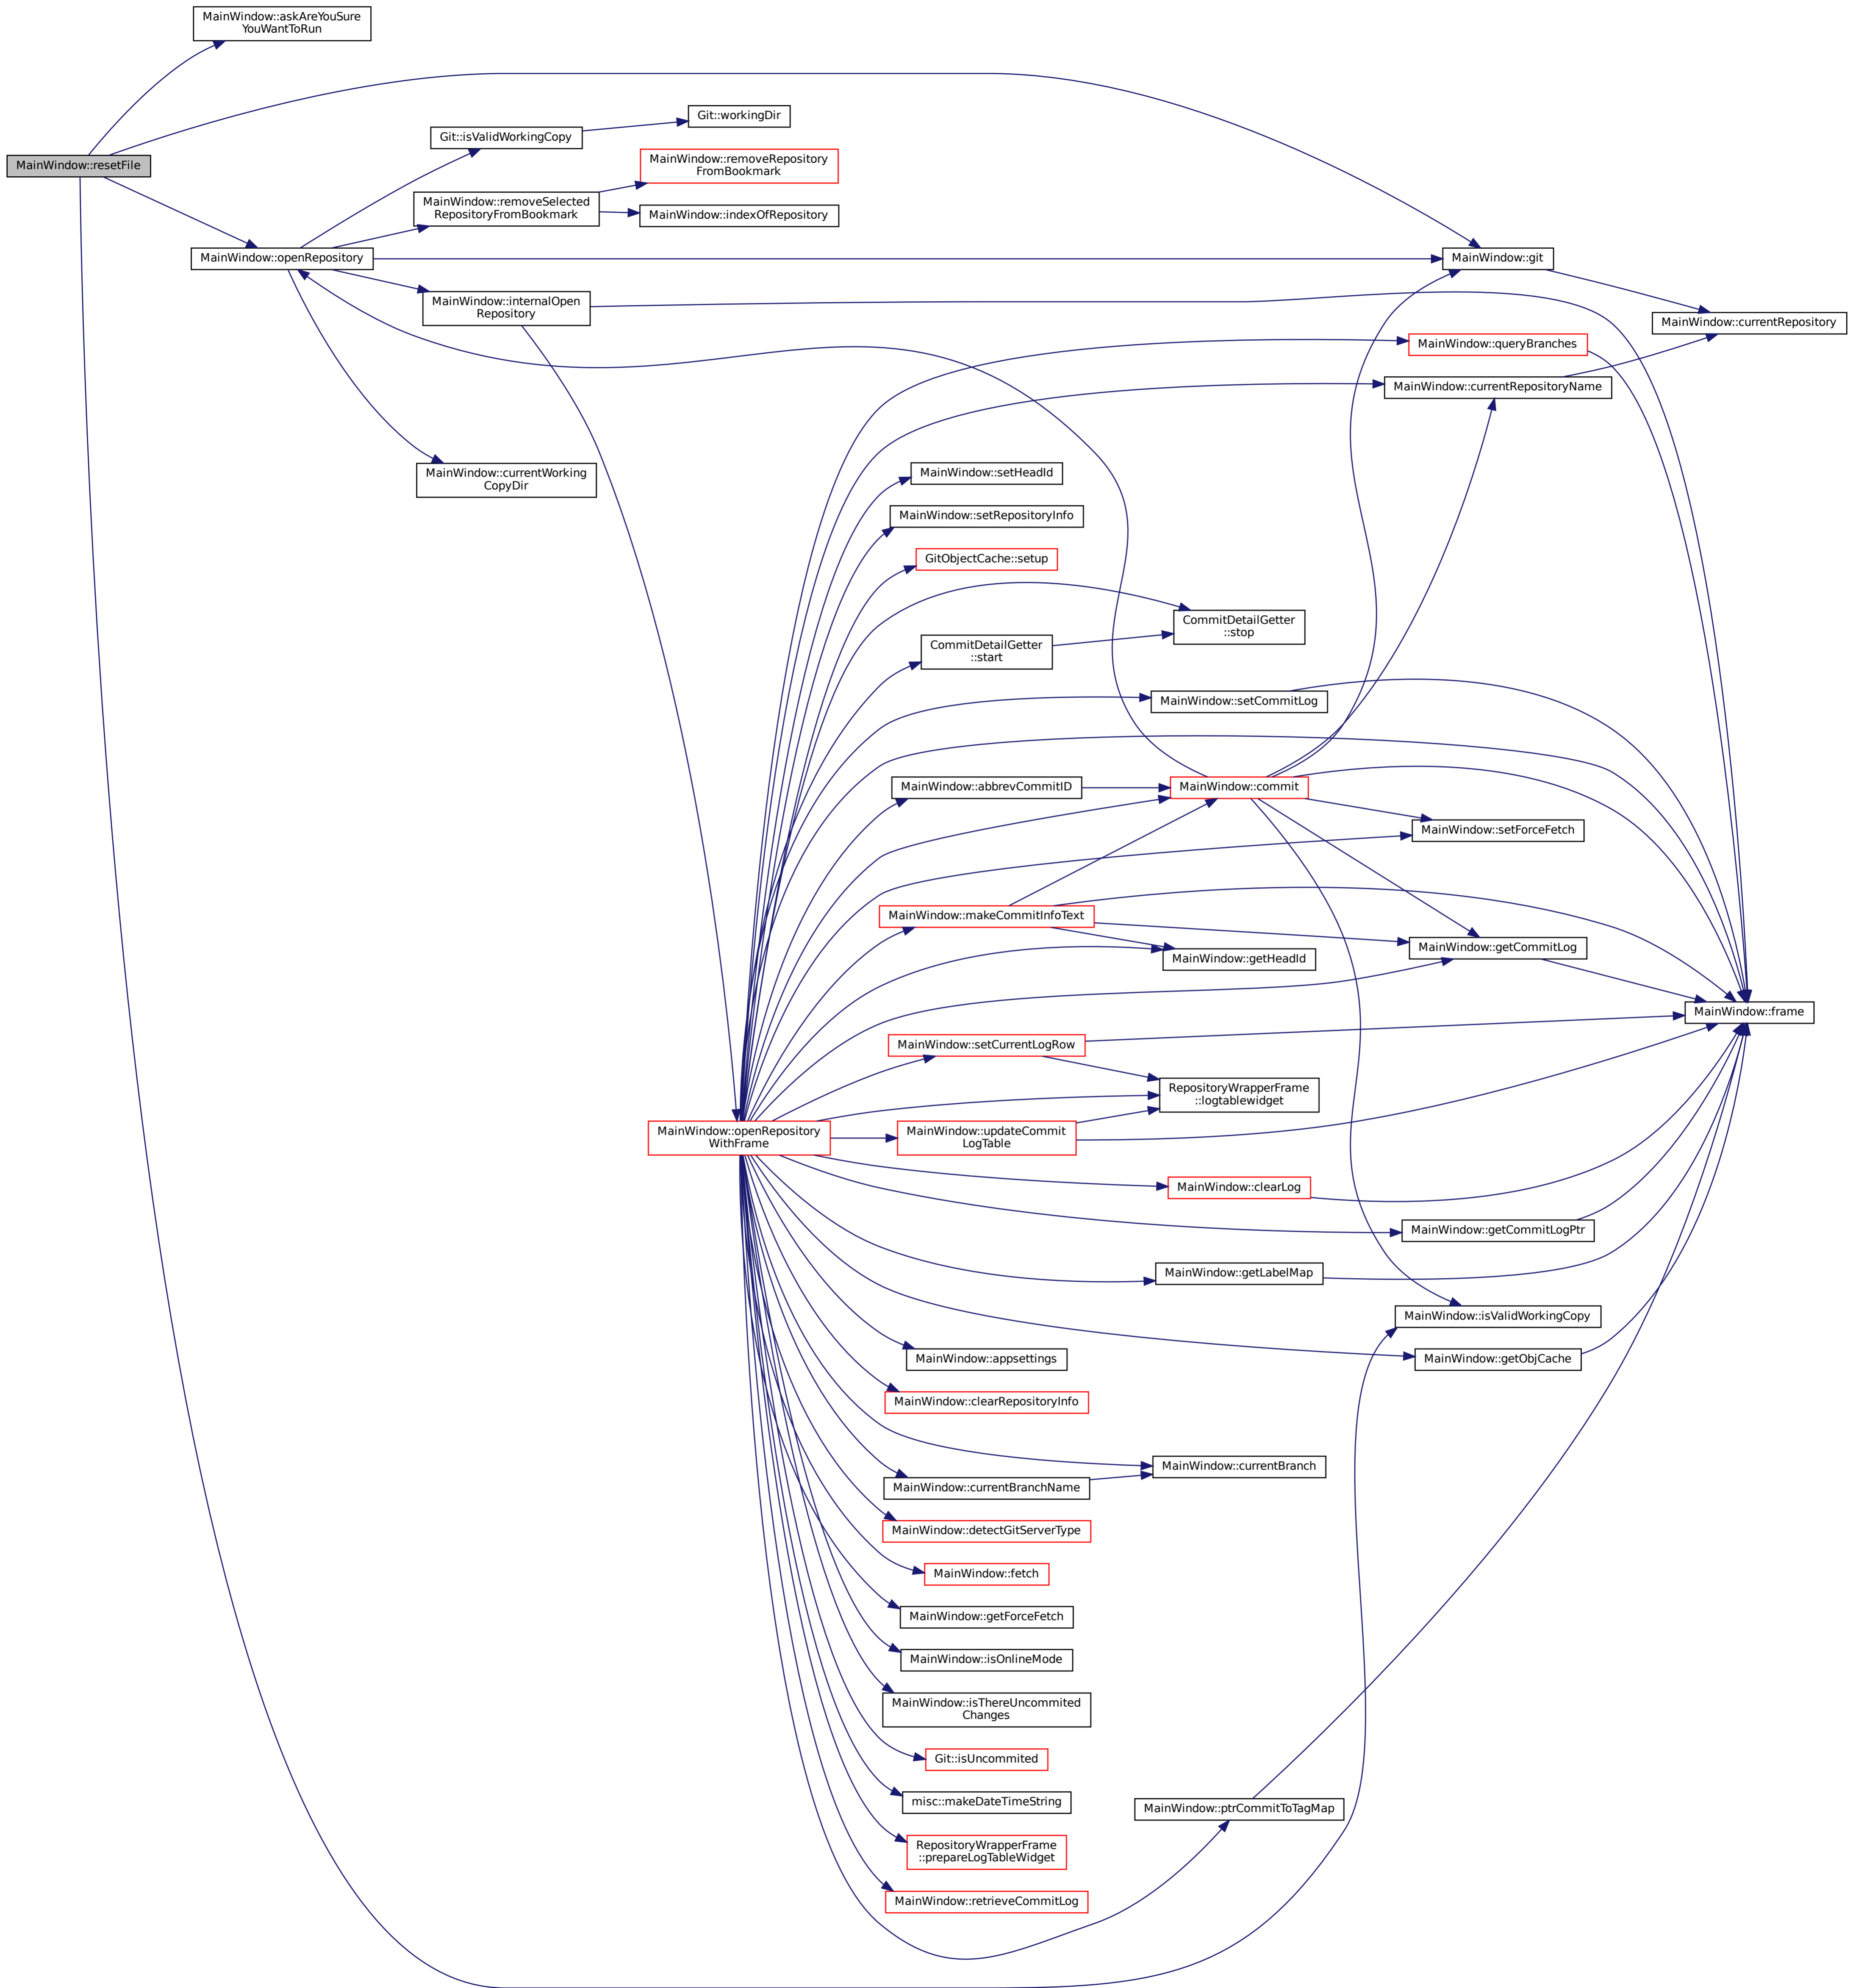 MainWindow::askAreYouSure
YouWantToRun
Git::workingDir
Git::isValidWorkingCopy
MainWindow::resetFile
MainWindow::removeRepository
FromBookmark
MainWindow::removeSelected
RepositoryFromBookmark
MainWindow::indexOfRepository
MainWindow::openRepository
MainWindow::git
MainWindow::internalOpen
Repository
MainWindow::currentRepository
MainWindow::queryBranches
MainWindow::currentRepositoryName
MainWindow::currentWorking
CopyDir
MainWindow::setHeadId
MainWindow::setRepositoryInfo
GitObjectCache::setup
CommitDetailGetter
::stop
CommitDetailGetter
::start
MainWindow::setCommitLog
MainWindow::abbrevCommitID
MainWindow::commit
MainWindow::setForceFetch
MainWindow::makeCommitInfoText
MainWindow::getCommitLog
MainWindow::getHeadId
MainWindow::frame
MainWindow::setCurrentLogRow
RepositoryWrapperFrame
::logtablewidget
MainWindow::openRepository
WithFrame
MainWindow::updateCommit
LogTable
MainWindow::clearLog
MainWindow::getCommitLogPtr
MainWindow::getLabelMap
MainWindow::isValidWorkingCopy
MainWindow::appsettings
MainWindow::getObjCache
MainWindow::clearRepositoryInfo
MainWindow::currentBranch
MainWindow::currentBranchName
MainWindow::detectGitServerType
MainWindow::fetch
MainWindow::getForceFetch
MainWindow::isOnlineMode
MainWindow::isThereUncommited
Changes
Git::isUncommited
misc::makeDateTimeString
MainWindow::ptrCommitToTagMap
RepositoryWrapperFrame
::prepareLogTableWidget
MainWindow::retrieveCommitLog